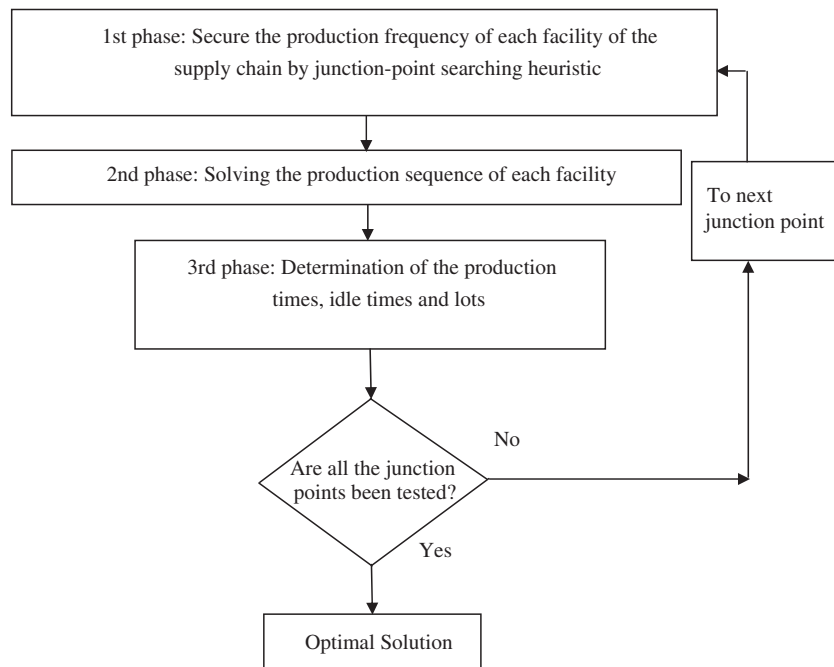 1st phase: Secure the production frequency of each facility of the
supply chain by junction-point searching heuristic
2nd phase: Solving the production sequence of each facility
To next
junction point
3rd phase: Determination of the production
times, idle times and lots
No
Are all the junction
points been tested?
Yes
Optimal Solution